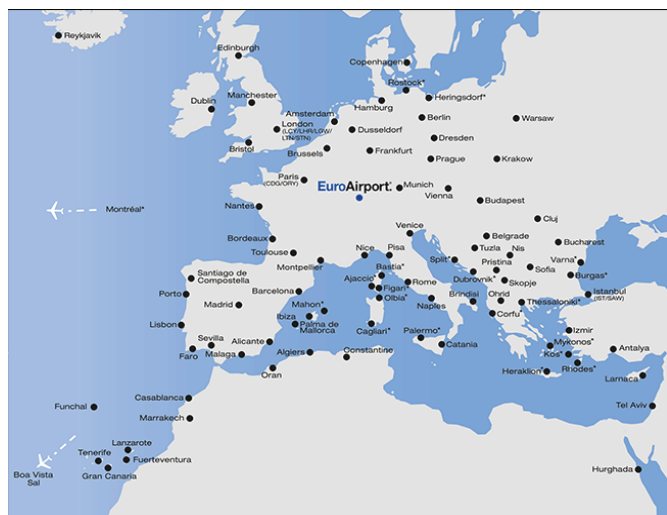 Reykjavik
Edinburgh
Copenhagen
Rostock*
Heringsdorf*
Hamburg
Dublin
Manchester
Amsterdam
London
(LCY/LHR/LGW/
LTN/STN)
Berlin
Warsaw
Dusseldorf
Dresden
Bristol
Brussels
Frankfurt
Prague
Krakow
Paris
(CDG/ORY)
EuroAirport®
Munich
Vienna
Montréal*
Nantes
Budapest
Cluj
Bordeaux
Venice
Belgrade
Tuzla
Nis
Bucharest
Toulouse
Nice
Pisa
Split*
Pristina
Varna*
Montpellier
Bastia*
Dubrovnik*
Sofia
Burgas*
Santiago de
Compostella
Ajaccio*
Figari*
Rome
Skopje
Porto
Barcelona
Mahon*
Olbia*
Naples
Brindisi
Ohrid
Istanbul
(IST/SAW)
Madrid
Thessaloniki*
Ibiza
Corfu*
Lisbon
Palma de
Mallorca
Cagliari*
Palermo*
Izmir
Sevilla
Alicante
Catania
Mykonos*
Faro
Malaga
Algiers
Constantine
Kos*
Antalya
Oran
Heraklion*
Rhodes*
Larnaca
Casablanca
Funchal
Tel Aviv
Marrakech
Lanzarote
Tenerife
Fuerteventura
Boa Vista
Sal
Gran Canaria
Hurghada